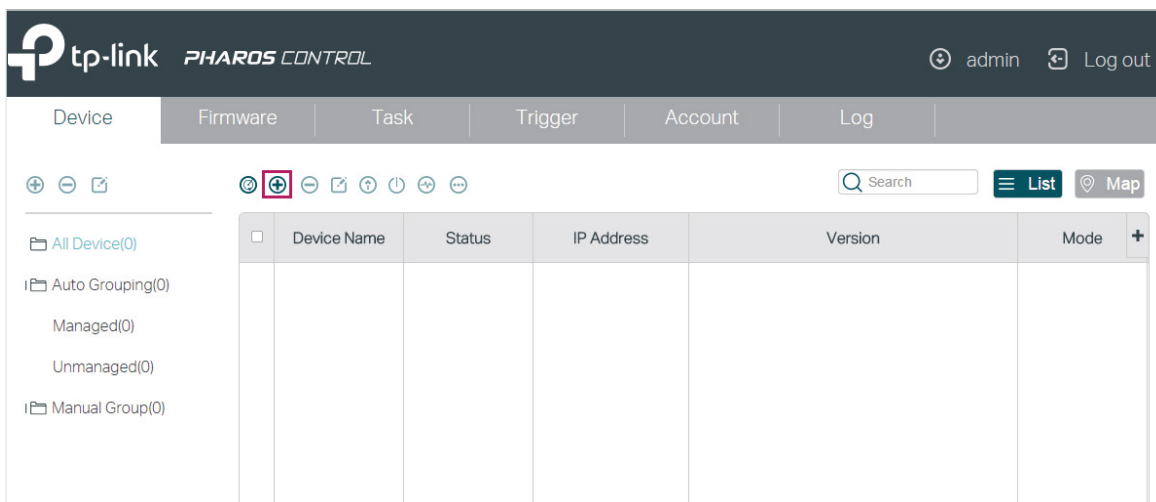 tp-link PHAROS CONTROL admin Log out
Device Firmware Task Trigger Account Log
Search List Map
Device Name Status IP Address Version Mode +
All Device(0)
Auto Grouping(0)
Managed(0)
Unmanaged(0)
Manual Group(0)